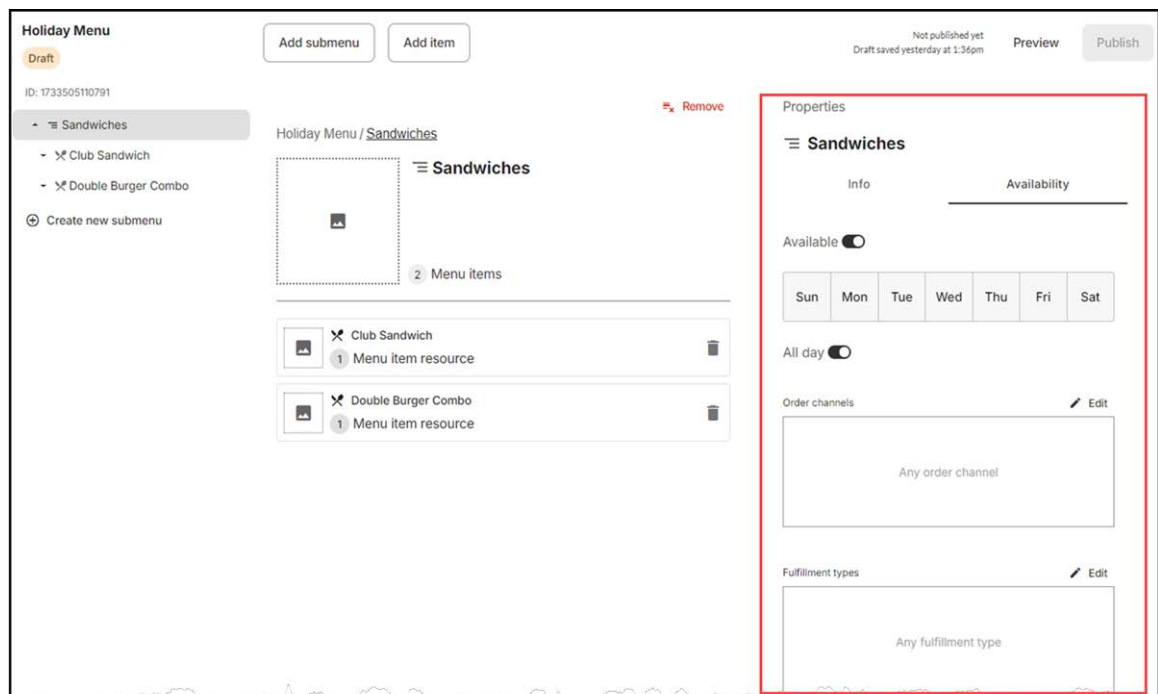 Holiday Menu
Draft
ID: 1733505110791
Sandwiches
Club Sandwich
Double Burger Combo
Create new submenu
Add submenu
Add item
Not published yet
Draft saved yesterday at 1:36pm
Preview
Publish
Remove
Holiday Menu / Sandwiches
Sandwiches
2 Menu items
Club Sandwich
1 Menu item resource
Double Burger Combo
1 Menu item resource
Properties
Sandwiches
Info
Availability
Available
Sun Mon Tue Wed Thu Fri Sat
All day
Order channels
Edit
Any order channel
Fulfillment types
Edit
Any fulfillment type